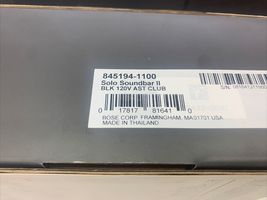 845194-1100
Solo Soundbar II
BLK 120V AST CLUB
0 17817 81641 0
BOSE CORP. FRAMINGHAM, MA 01701 USA
MADE IN THAILAND
S/N: